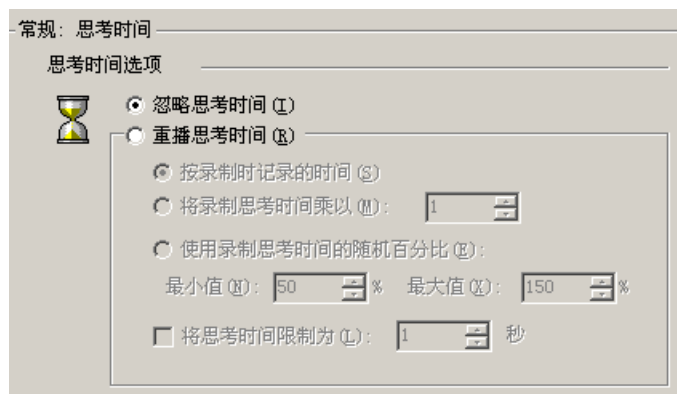 常规: 思考时间
思考时间选项
忽略思考时间(I)
重播思考时间(R)
按录制时记录的时间(S)
将录制思考时间乘以(M): 1
使用录制思考时间的随机百分比(E):
最小值(N): 50 % 最大值(X): 150 %
将思考时间限制为(L): 1 秒